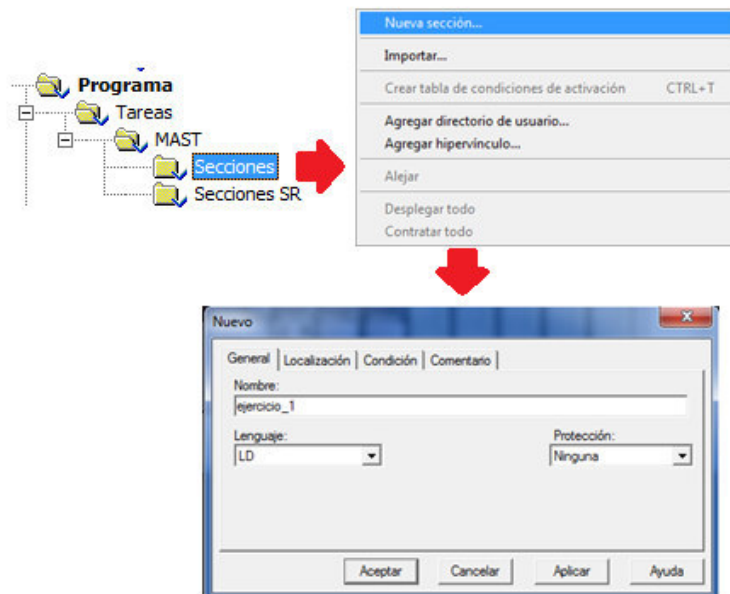 Programa
Tareas
MAST
Secciones
Secciones SR
Nueva sección...
Importar...
Crear tabla de condiciones de activación CTRL+T
Agregar directorio de usuario...
Agregar hipervínculo...
Alejar
Desplegar todo
Contratar todo
Nuevo
General Localización Condición Comentario
Nombre:
ejercicio_1
Lenguaje: Protección:
LD Ninguna
Aceptar Cancelar Aplicar Ayuda